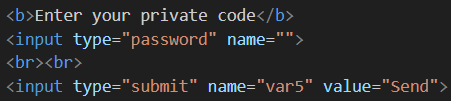 <b>Enter your private code</b>
<input type="password" name="">
<br><br>
<input type="submit" name="var5" value="Send">